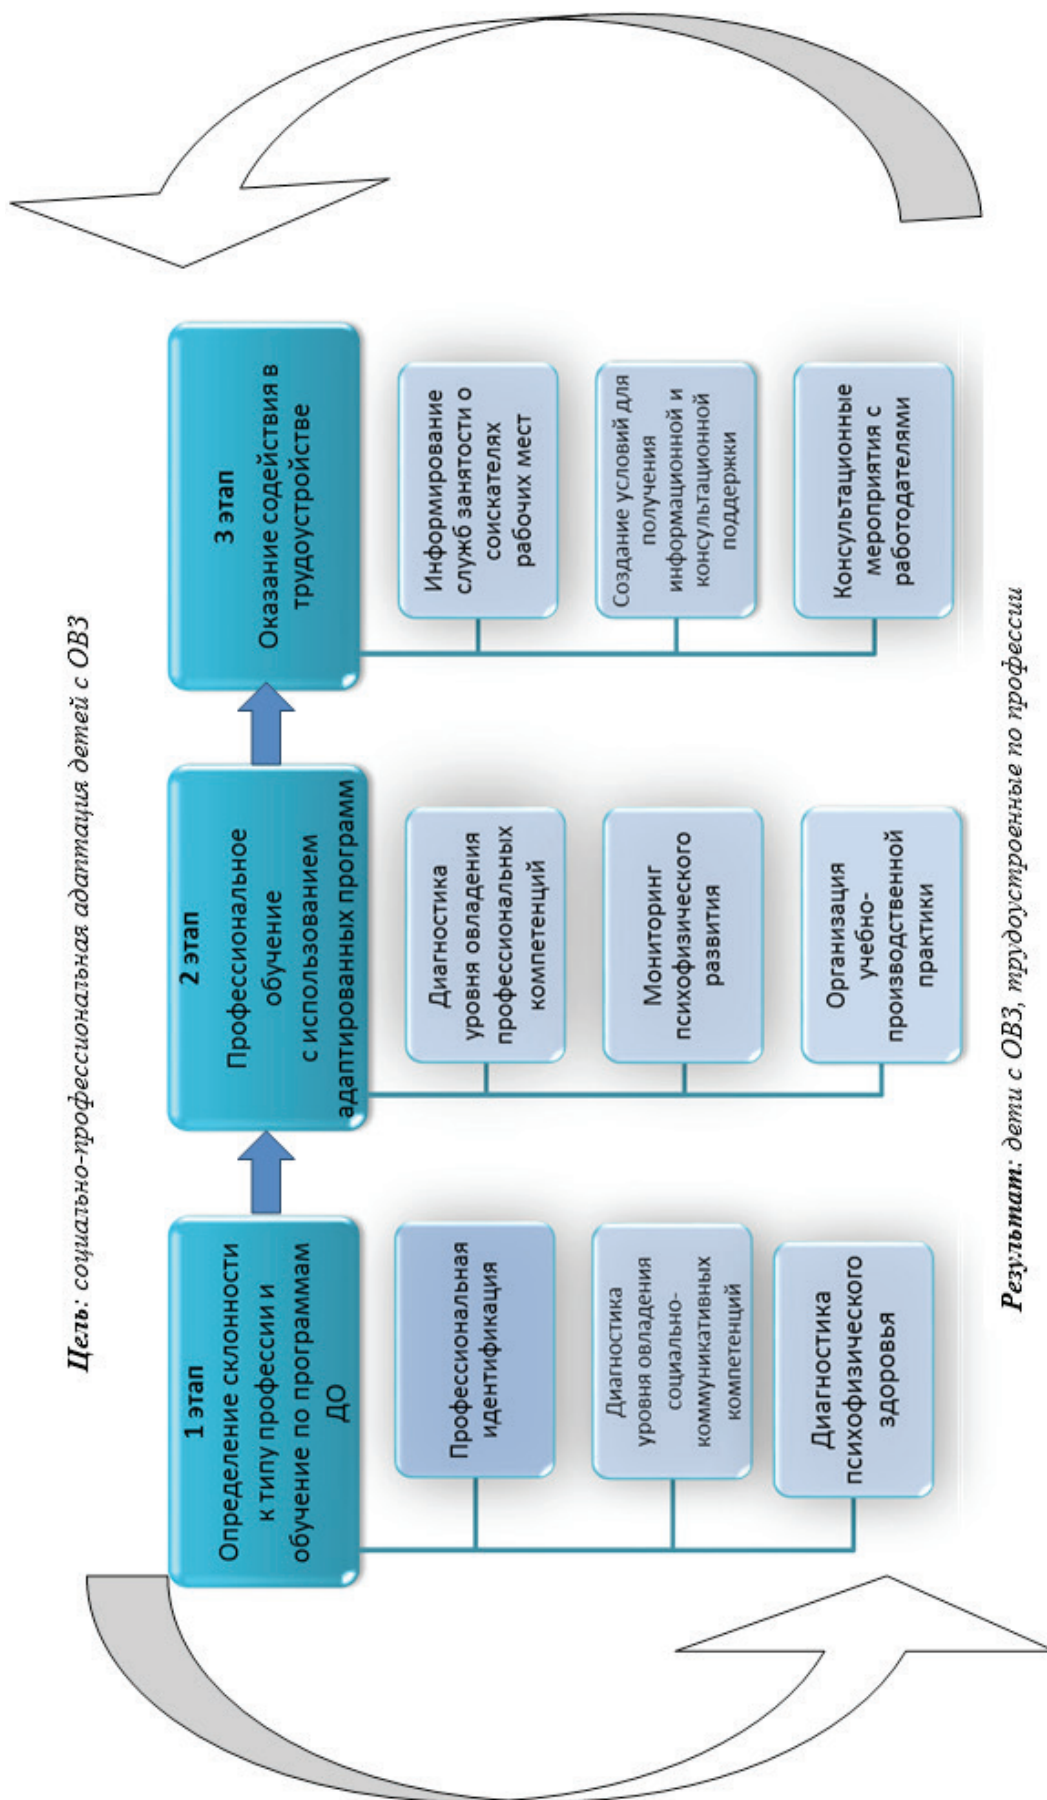 Цель: социально-профессиональная адаптация детей с ОВЗ
1 этап
Определение склонности
к типу профессии и
обучение по программам
ДО
Профессиональная
идентификация
Диагностика
уровня овладения
социально-
коммуникативных
компетенций
Диагностика
психофизического
здоровья
2 этап
Профессиональное
обучение
с использованием
адаптированных программ
Диагностика
уровня овладения
профессиональных
компетенций
Мониторинг
психофизического
развития
Организация
учебно-
производственной
практики
3 этап
Оказание содействия в
трудоустройстве
Информирование
служб занятости о
соискателях
рабочих мест
Создание условий для
получения
информационной и
консультационной
поддержки
Консультационные
мероприятия с
работодателями
Результат: дети с ОВЗ, трудоустроенные по профессии